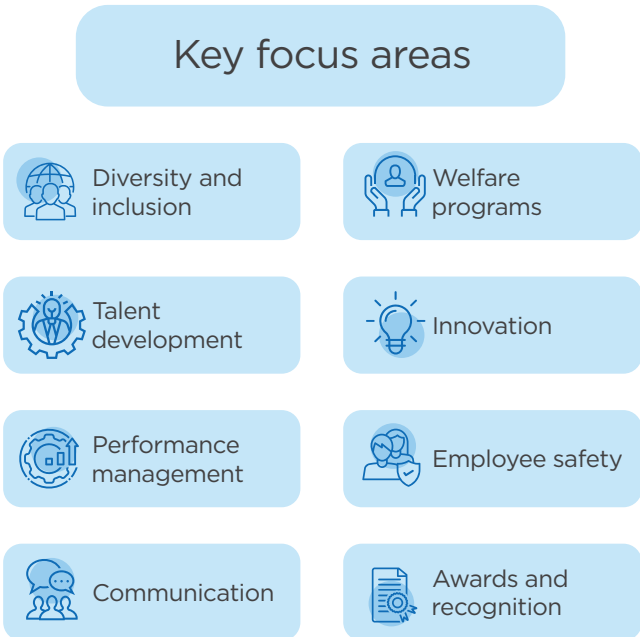 Key focus areas
Diversity and
inclusion
Welfare
programs
Talent
development
Innovation
Performance
management
Employee safety
Communication
Awards and
recognition